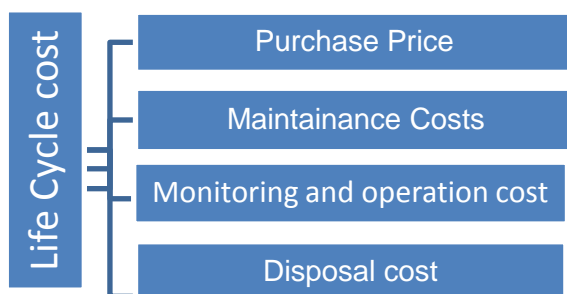 Life Cycle cost
Purchase Price
Maintainance Costs
Monitoring and operation cost
Disposal cost